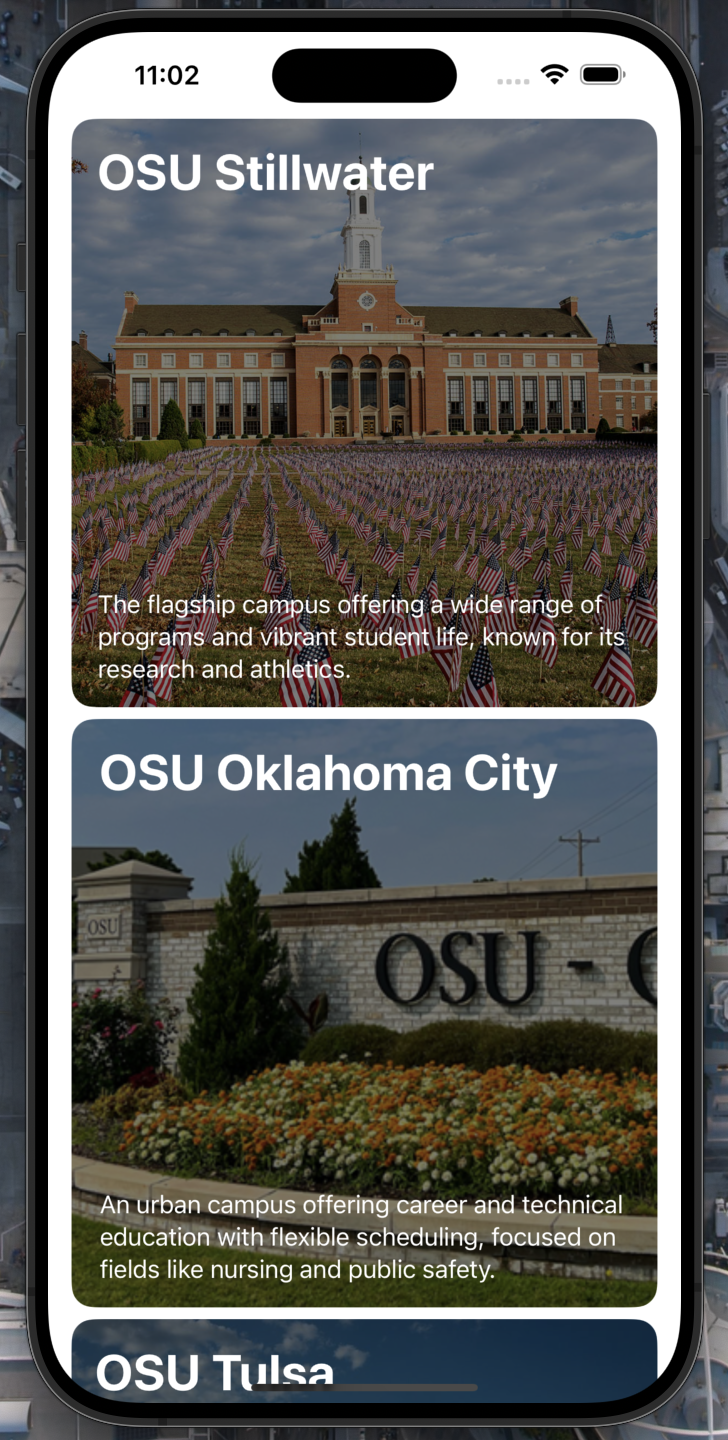 11:02
OSU Stillwater
The flagship campus offering a wide range of
programs and vibrant student life, known for its
research and athletics.
OSU Oklahoma City
OSU
OSU -
An urban campus offering career and technical
education with flexible scheduling, focused on
fields like nursing and public safety.
OSU Tulsa